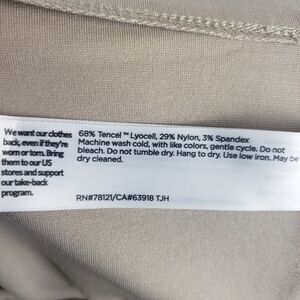 We want our clothes
back, even if they're
worn or torn. Bring
them to our US
stores and support
our take-back
program.
68% Tencel™ Lyocell, 29% Nylon, 3% Spandex
Machine wash cold, with like colors, gentle cycle. Do not
bleach. Do not tumble dry. Hang to dry. Use low iron. May be
dry cleaned.
RN#78121/CA#63918 TJH